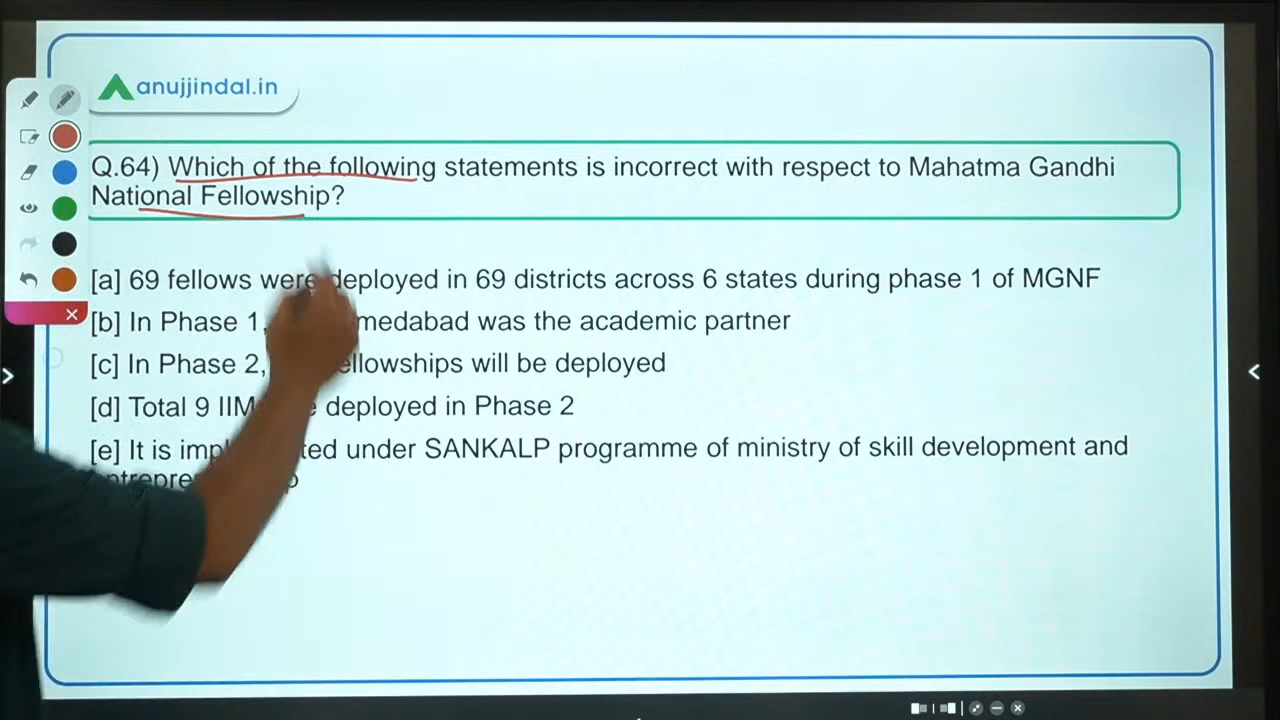 anujjindal.in
Q.64) Which of the following statements is incorrect with respect to Mahatma Gandhi
National Fellowship?
[a] 69 fellows were deployed in 69 districts across 6 states during phase 1 of MGNF
[b] In Phase 1, medabad was the academic partner
[c] In Phase 2, ellowships will be deployed
[d] Total 9 IIM deployed in Phase 2
[e] It is imp ted under SANKALP programme of ministry of skill development and